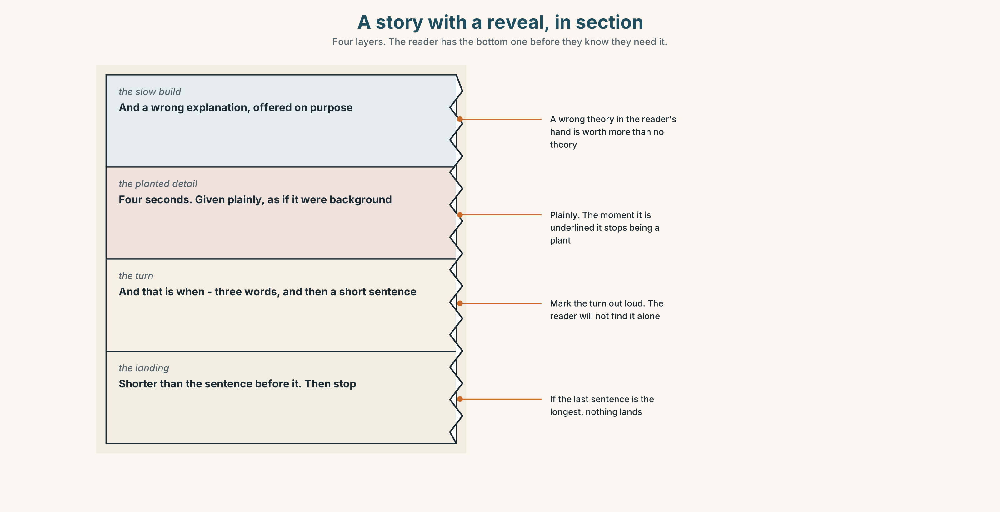 A story with a reveal, in section
Four layers. The reader has the bottom one before they know they need it.
the slow build
And a wrong explanation, offered on purpose
A wrong theory in the reader's
hand is worth more than no
theory
the planted detail
Four seconds. Given plainly, as if it were background
Plainly. The moment it is
underlined it stops being a
plant
the turn
And that is when - three words, and then a short sentence
Mark the turn out loud. The
reader will not find it alone
the landing
Shorter than the sentence before it. Then stop
If the last sentence is the
longest, nothing lands